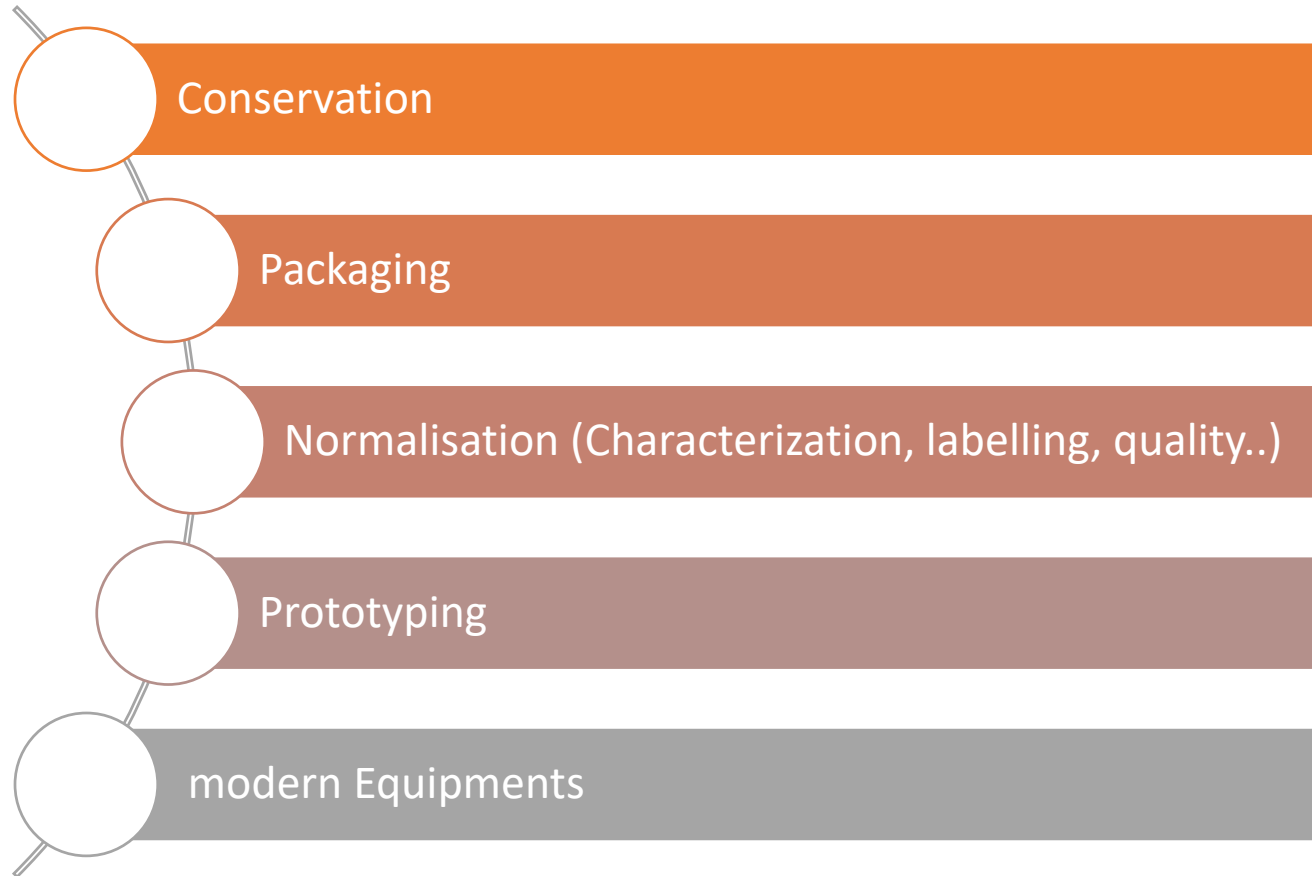 Conservation
Packaging
Normalisation (Characterization, labelling, quality..)
Prototyping
modern Equipments